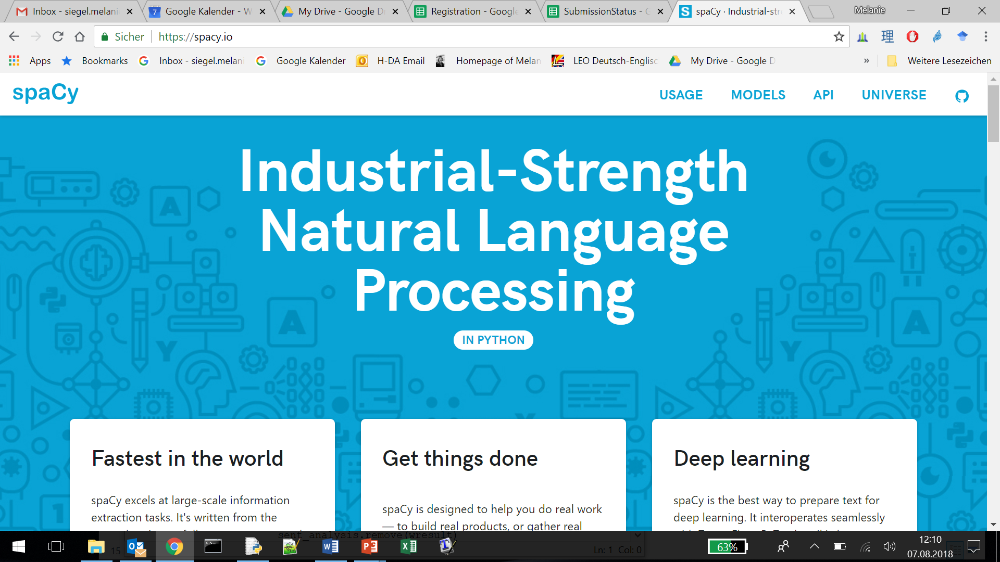 Inbox - siegel.melani
Google Kalender - W
My Drive - Google D
Registration - Google
SubmissionStatus - G
spaCy · Industrial-str
Melanie
Sicher
https://spacy.io
理
Apps
Bookmarks
Inbox - siegel.melani
Google Kalender
H-DA Email
Homepage of Melan
LEO Deutsch-Englisc
My Drive - Google D
»
Weitere Lesezeichen
spaCy
USAGE
MODELS
API
UNIVERSE
Industrial-Strength
Natural Language
Processing
IN PYTHON
Fastest in the world
spaCy excels at large-scale information
extraction tasks. It's written from the
Get things done
spaCy is designed to help you do real work
— to build real products, or gather real
Deep learning
spaCy is the best way to prepare text for
deep learning. It interoperates seamlessly
sent_analysis.remove(wresult)
15
Ln: 1 Col: 0
63%
12:10
07.08.2018